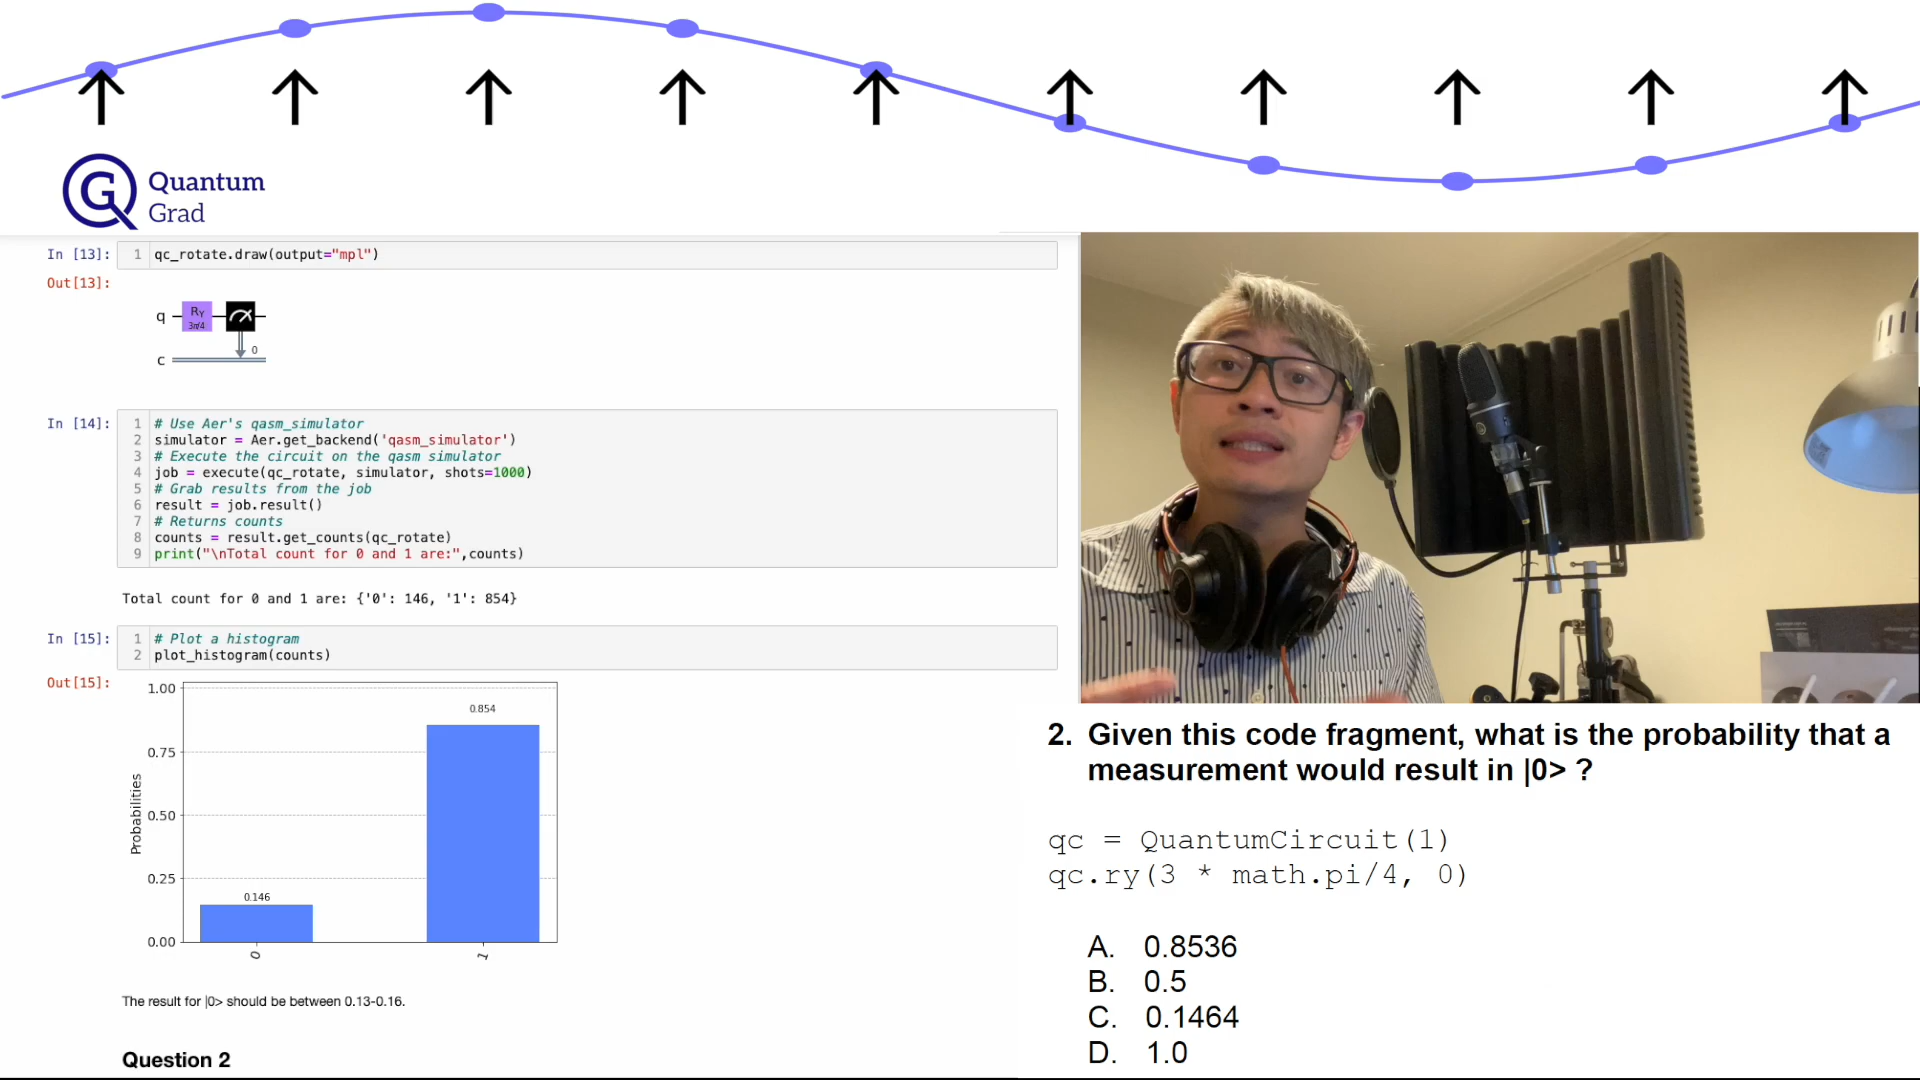 Quantum
Grad
In [13]:
1 qc_rotate.draw(output="mpl")
Out[13]:
q RY 3π/4
0
c
In [14]:
1 # Use Aer's qasm_simulator
2 simulator = Aer.get_backend('qasm_simulator')
3 # Execute the circuit on the qasm simulator
4 job = execute(qc_rotate, simulator, shots=1000)
5 # Grab results from the job
6 result = job.result()
7 # Returns counts
8 counts = result.get_counts(qc_rotate)
9 print("\nTotal count for 0 and 1 are:",counts)
Total count for 0 and 1 are: {'0': 146, '1': 854}
In [15]:
1 # Plot a histogram
2 plot_histogram(counts)
Out[15]:
1.00
0.854
0.75
Probabilities
0.50
0.25
0.146
0.00
0 1
The result for |0> should be between 0.13-0.16.
Question 2
2. Given this code fragment, what is the probability that a
measurement would result in |0> ?
qc = QuantumCircuit(1)
qc.ry(3 * math.pi/4, 0)
A. 0.8536
B. 0.5
C. 0.1464
D. 1.0